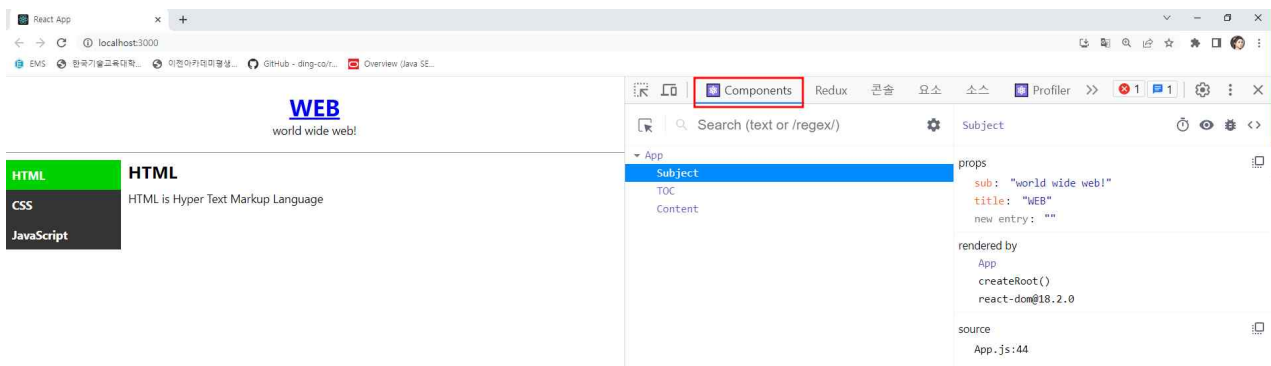 React App
localhost:3000
EMS 한국기술교육대학... 이젠아카데미평생... GitHub - ding-co/r... Overview (Java SE...
WEB
world wide web!
HTML
CSS
JavaScript
HTML
HTML is Hyper Text Markup Language
Components Redux 콘솔 요소 소스 Profiler 1 1
Search (text or /regex/)
App
Subject
TOC
Content
Subject
props
sub: "world wide web!"
title: "WEB"
new entry: ""
rendered by
App
createRoot()
react-dom@18.2.0
source
App.js:44